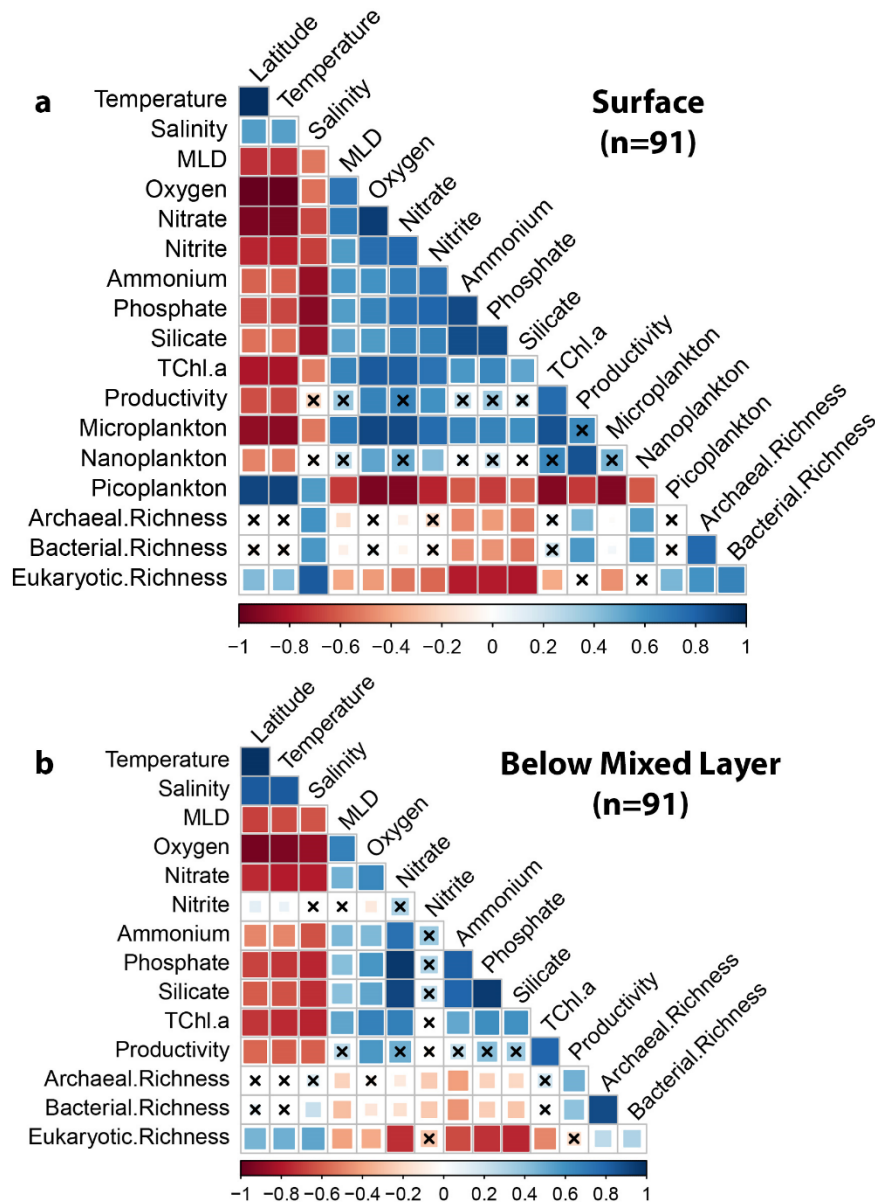 a
Surface
(n=91)
Latitude
Temperature
Salinity
MLD
Oxygen
Nitrate
Nitrite
Ammonium
Phosphate
Silicate
TChl.a
Productivity
Microplankton
Nanoplankton
Picoplankton
Archaeal.Richness
Bacterial.Richness
Temperature
Salinity
MLD
Oxygen
Nitrate
Nitrite
Ammonium
Phosphate
Silicate
TChl.a
Productivity
Microplankton
Nanoplankton
Picoplankton
Archaeal.Richness
Bacterial.Richness
Eukaryotic.Richness
−1 −0.8 −0.6 −0.4 −0.2 0 0.2 0.4 0.6 0.8 1
b
Below Mixed Layer
(n=91)
Latitude
Temperature
Salinity
MLD
Oxygen
Nitrate
Nitrite
Ammonium
Phosphate
Silicate
TChl.a
Productivity
Archaeal.Richness
Bacterial.Richness
Temperature
Salinity
MLD
Oxygen
Nitrate
Nitrite
Ammonium
Phosphate
Silicate
TChl.a
Productivity
Archaeal.Richness
Bacterial.Richness
Eukaryotic.Richness
−1 −0.8 −0.6 −0.4 −0.2 0 0.2 0.4 0.6 0.8 1